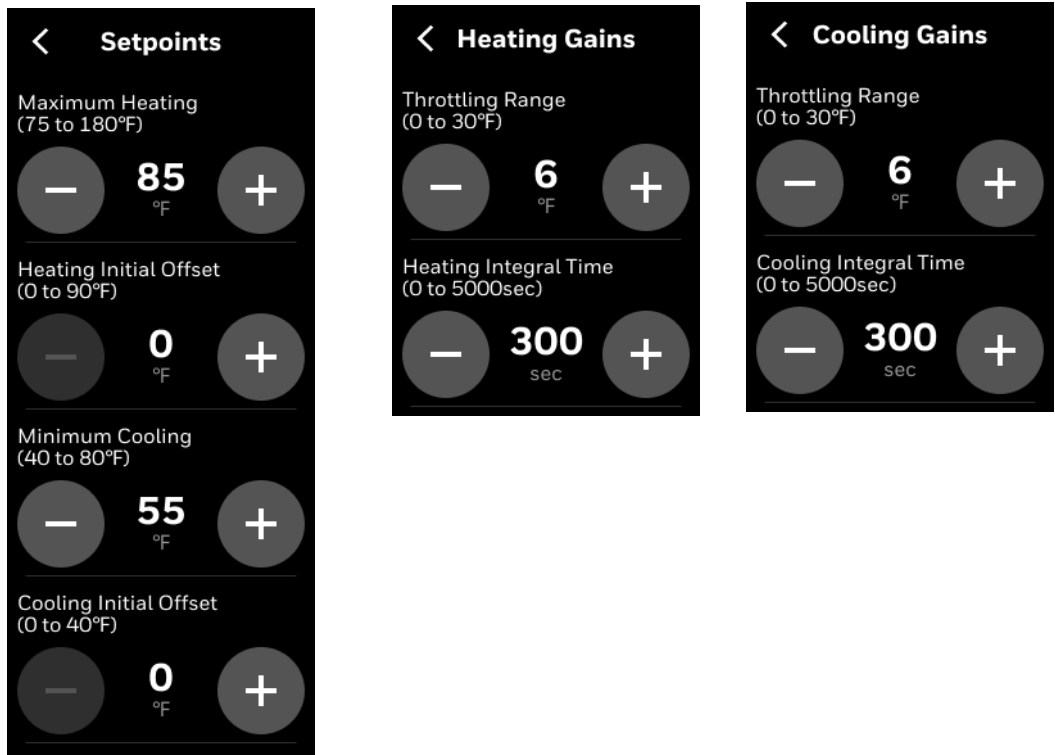 Setpoints
Maximum Heating
(75 to 180°F)
85
°F
Heating Initial Offset
(0 to 90°F)
0
°F
Minimum Cooling
(40 to 80°F)
55
°F
Cooling Initial Offset
(0 to 40°F)
0
°F
Heating Gains
Throttling Range
(0 to 30°F)
6
°F
Heating Integral Time
(0 to 5000sec)
300
sec
Cooling Gains
Throttling Range
(0 to 30°F)
6
°F
Cooling Integral Time
(0 to 5000sec)
300
sec